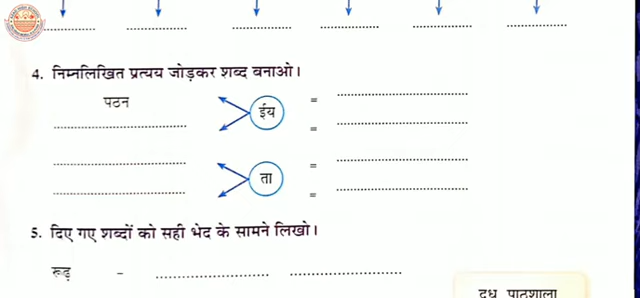 4. निम्नलिखित प्रत्यय जोड़कर शब्द बनाओ।
पठन ईय =
=
ता =
=
5. दिए गए शब्दों को सही भेद के सामने लिखो।
रूढ़ –
दूध पाठशाला